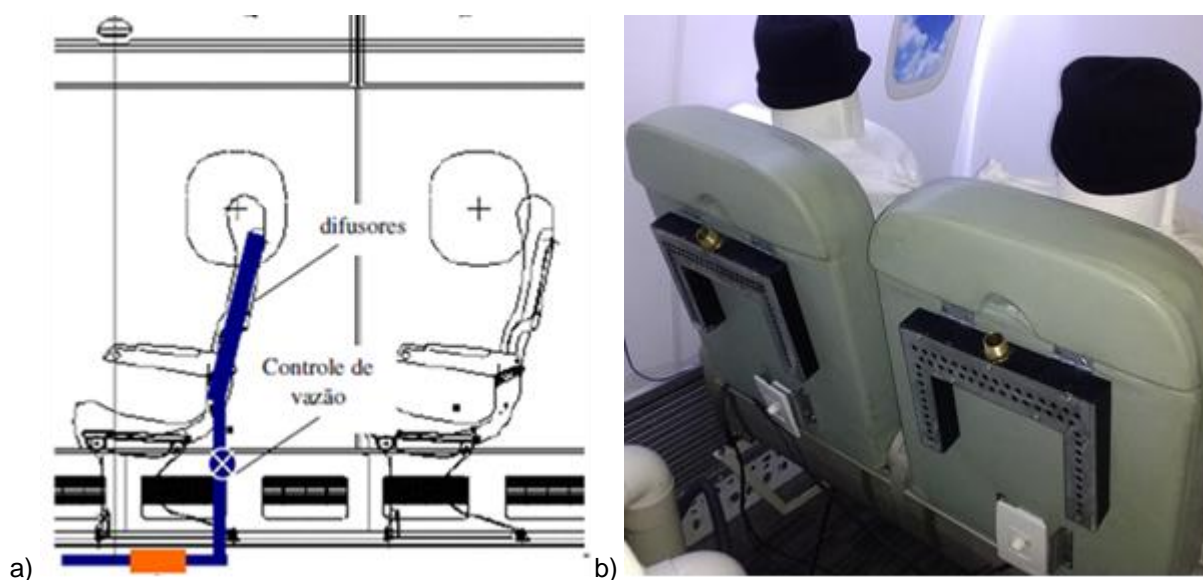 difusores
Controle de
vazão
a)
b)